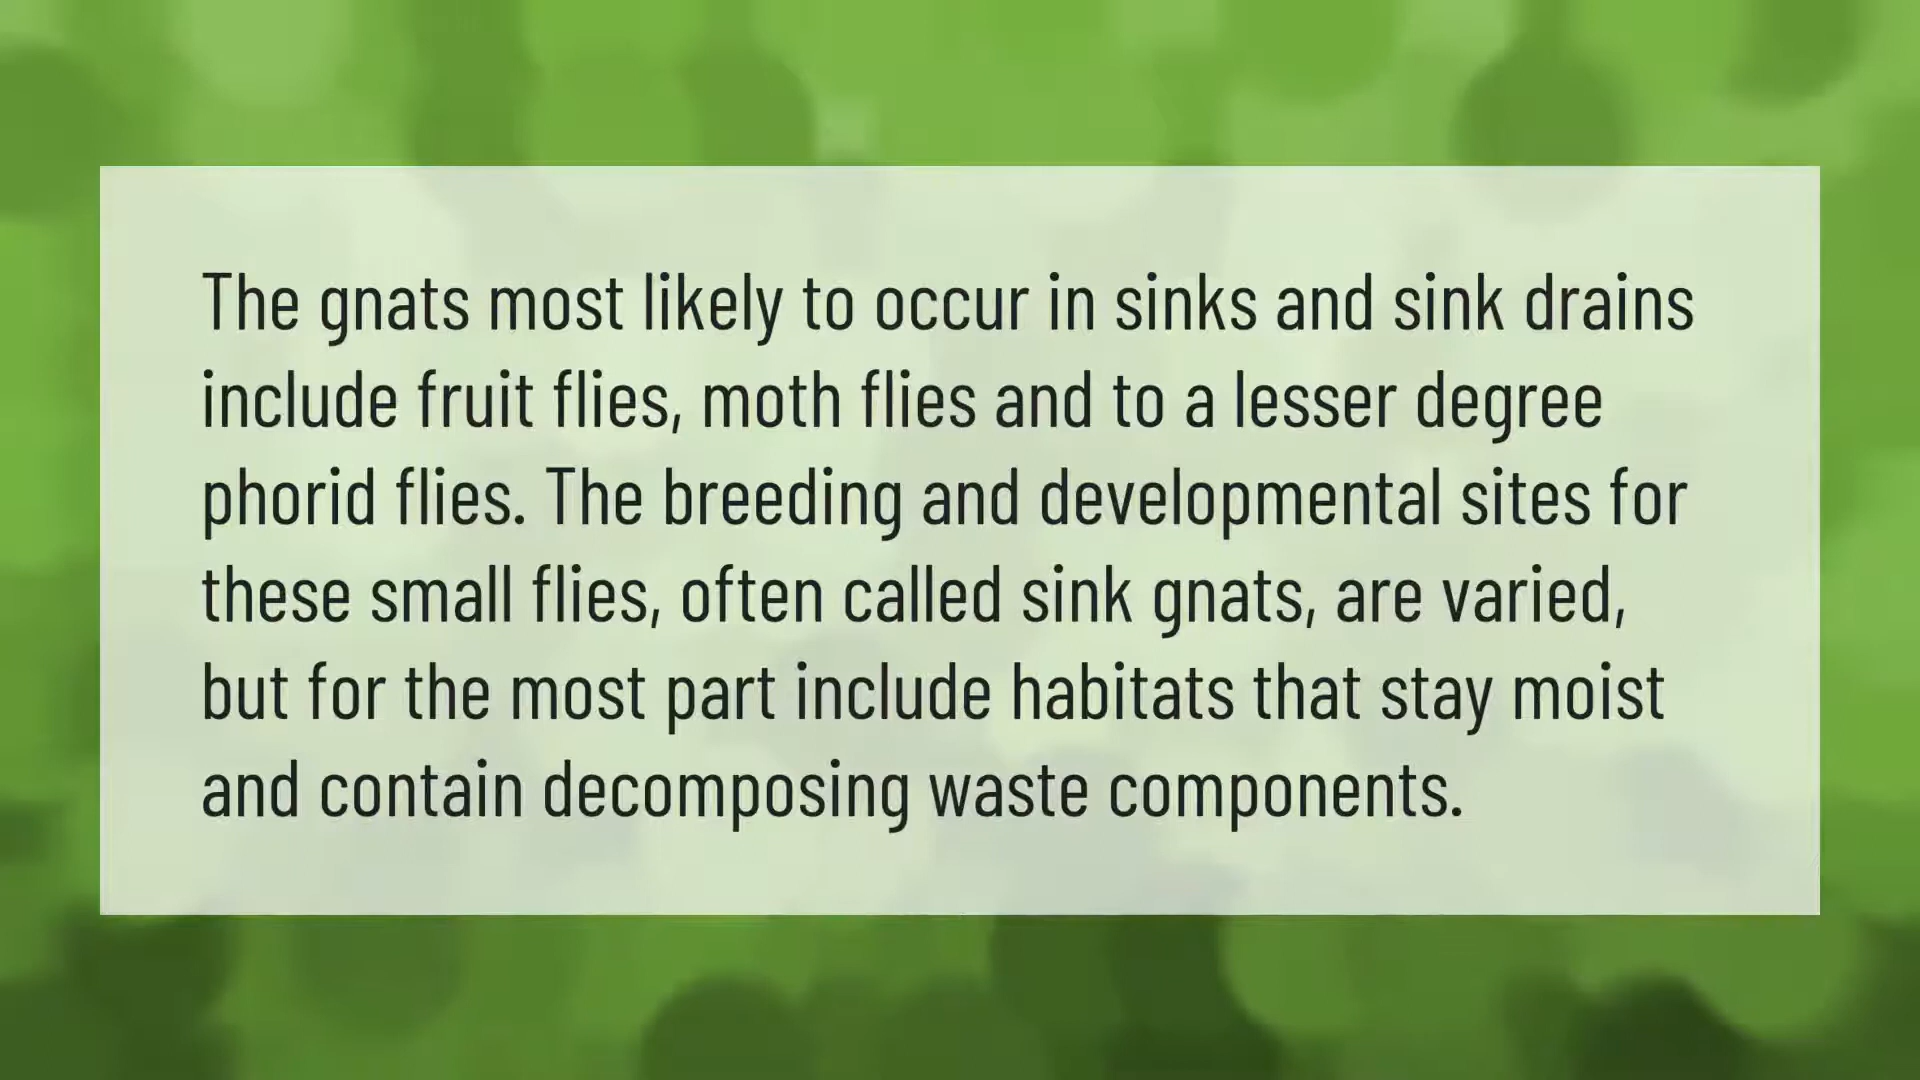 The gnats most likely to occur in sinks and sink drains
include fruit flies, moth flies and to a lesser degree
phorid flies. The breeding and developmental sites for
these small flies, often called sink gnats, are varied,
but for the most part include habitats that stay moist
and contain decomposing waste components.